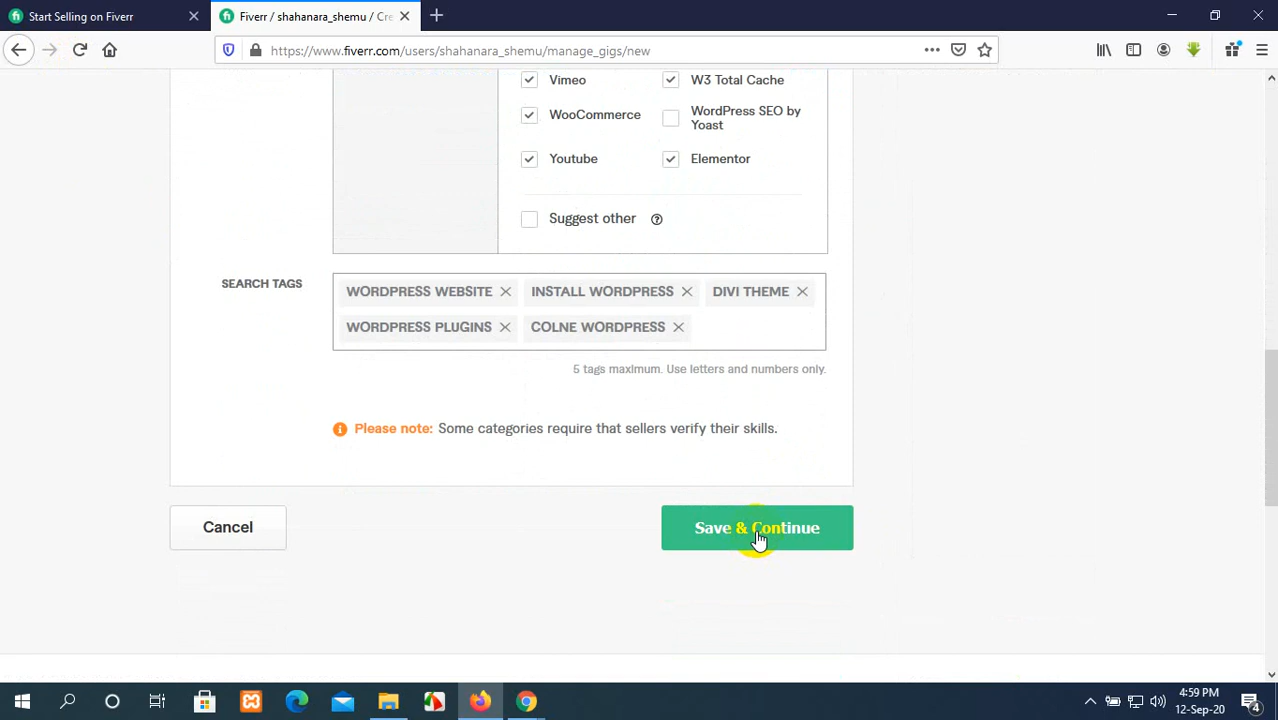 Start Selling on Fiverr
Fiverr / shahanara_shemu / Cre
https://www.fiverr.com/users/shahanara_shemu/manage_gigs/new
Vimeo
W3 Total Cache
WooCommerce
WordPress SEO by
Yoast
Youtube
Elementor
Suggest other
SEARCH TAGS
WORDPRESS WEBSITE
INSTALL WORDPRESS
DIVI THEME
WORDPRESS PLUGINS
COLNE WORDPRESS
5 tags maximum. Use letters and numbers only.
Please note: Some categories require that sellers verify their skills.
Cancel
Save & Continue
4:59 PM
12-Sep-20
4